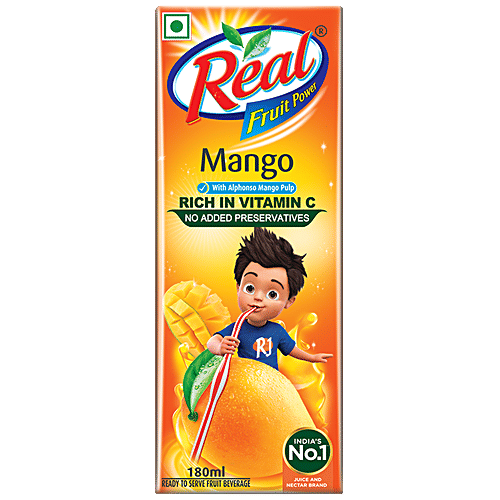 Real®
Fruit Power
Mango
With Alphonso Mango Pulp
RICH IN VITAMIN C
NO ADDED PRESERVATIVES
RJ
INDIA'S
No.1
JUICE AND
NECTAR BRAND
180ml
READY TO SERVE FRUIT BEVERAGE